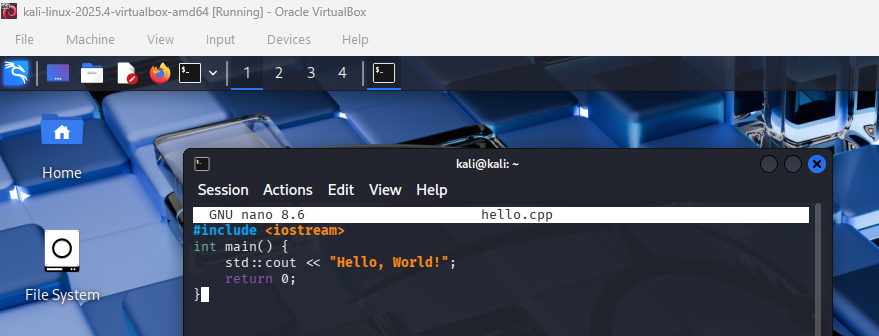 kali-linux-2025.4-virtualbox-amd64 [Running] - Oracle VirtualBox
File Machine View Input Devices Help
1 2 3 4
Home
File System
kali@kali: ~
Session Actions Edit View Help
GNU nano 8.6 hello.cpp
#include <iostream>
int main() {
    std::cout << "Hello, World!";
    return 0;
}